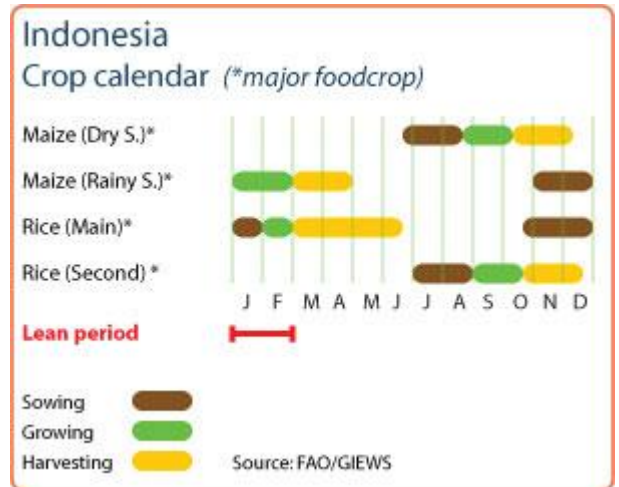 Indonesia
Crop calendar (*major foodcrop)
Maize (Dry S.)*
Maize (Rainy S.)*
Rice (Main)*
Rice (Second) *
J F M A M J J A S O N D
Lean period
Sowing
Growing
Harvesting Source: FAO/GIEWS